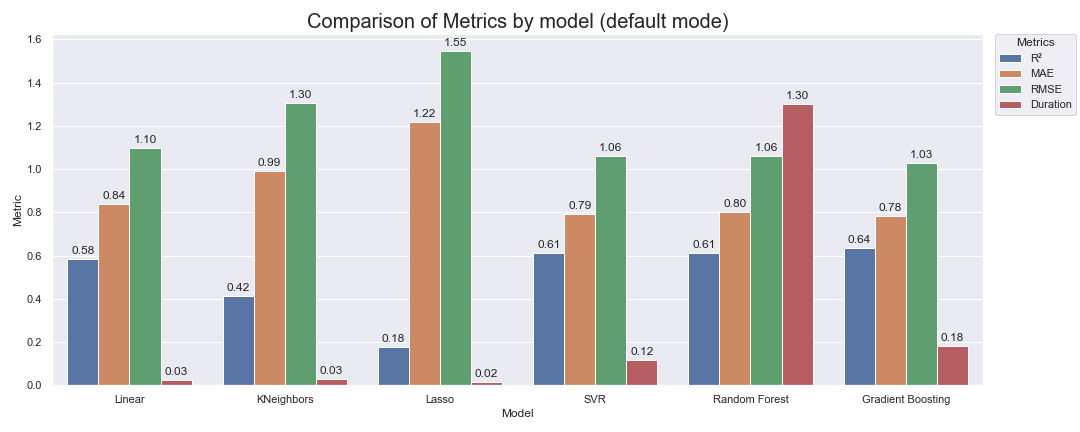 Comparison of Metrics by model (default mode)
Metrics
R²
MAE
RMSE
Duration
Metric
1.6
1.4
1.2
1.0
0.8
0.6
0.4
0.2
0.0
0.58
0.84
1.10
0.03
0.42
0.99
1.30
0.03
0.18
1.22
1.55
0.02
0.61
0.79
1.06
0.12
0.61
0.80
1.06
1.30
0.64
0.78
1.03
0.18
Linear
KNeighbors
Lasso
SVR
Random Forest
Gradient Boosting
Model